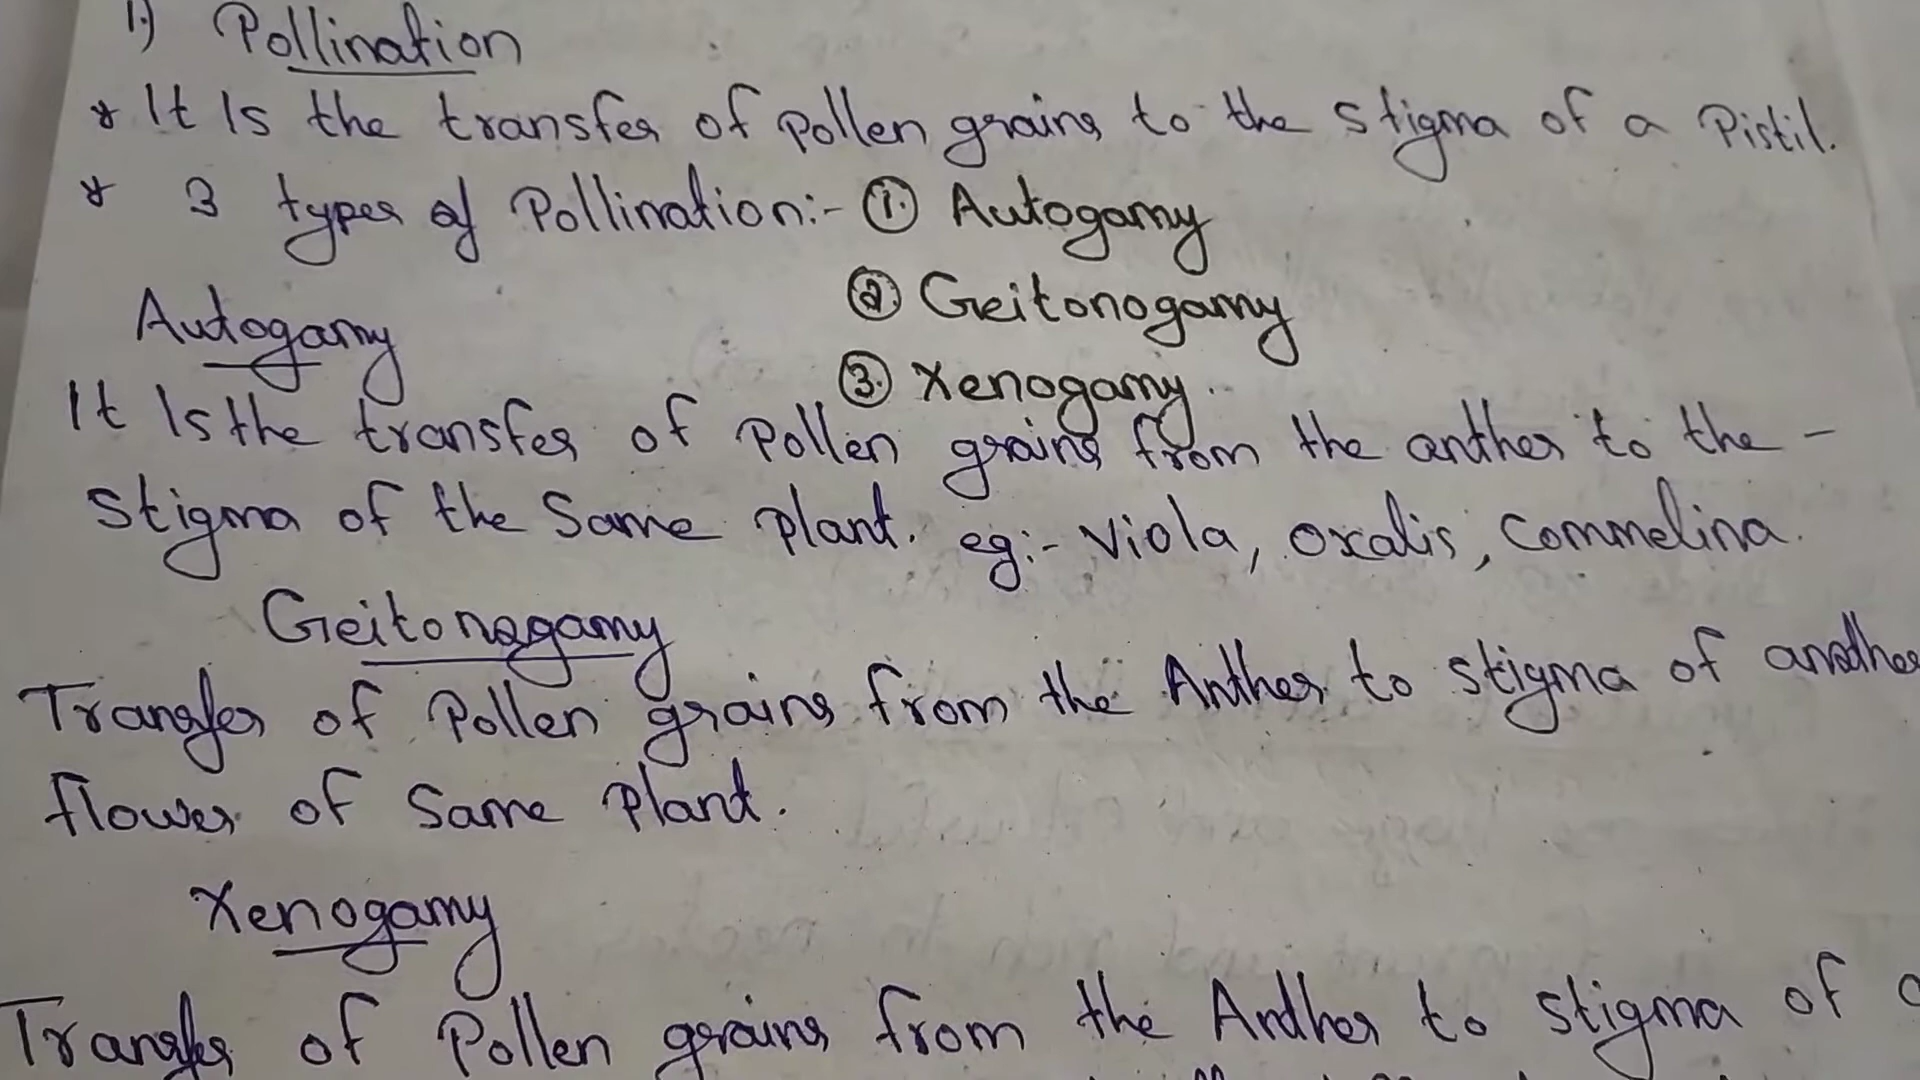 1) Pollination
* It Is the transfer of pollen grains to the stigma of a Pistil.
* 3 types of Pollination:- ① Autogamy
② Geitonogamy
③ Xenogamy.
Autogamy
It Is the transfer of Pollen grains from the anther to the -
Stigma of the Same plant. eg:- Viola, oxalis, Commelina.
Geitonogamy
Transfer of Pollen grains from the Anther to stigma of another
flower of Same Plant.
Xenogamy
Transfer of Pollen grains from the Anther to stigma of